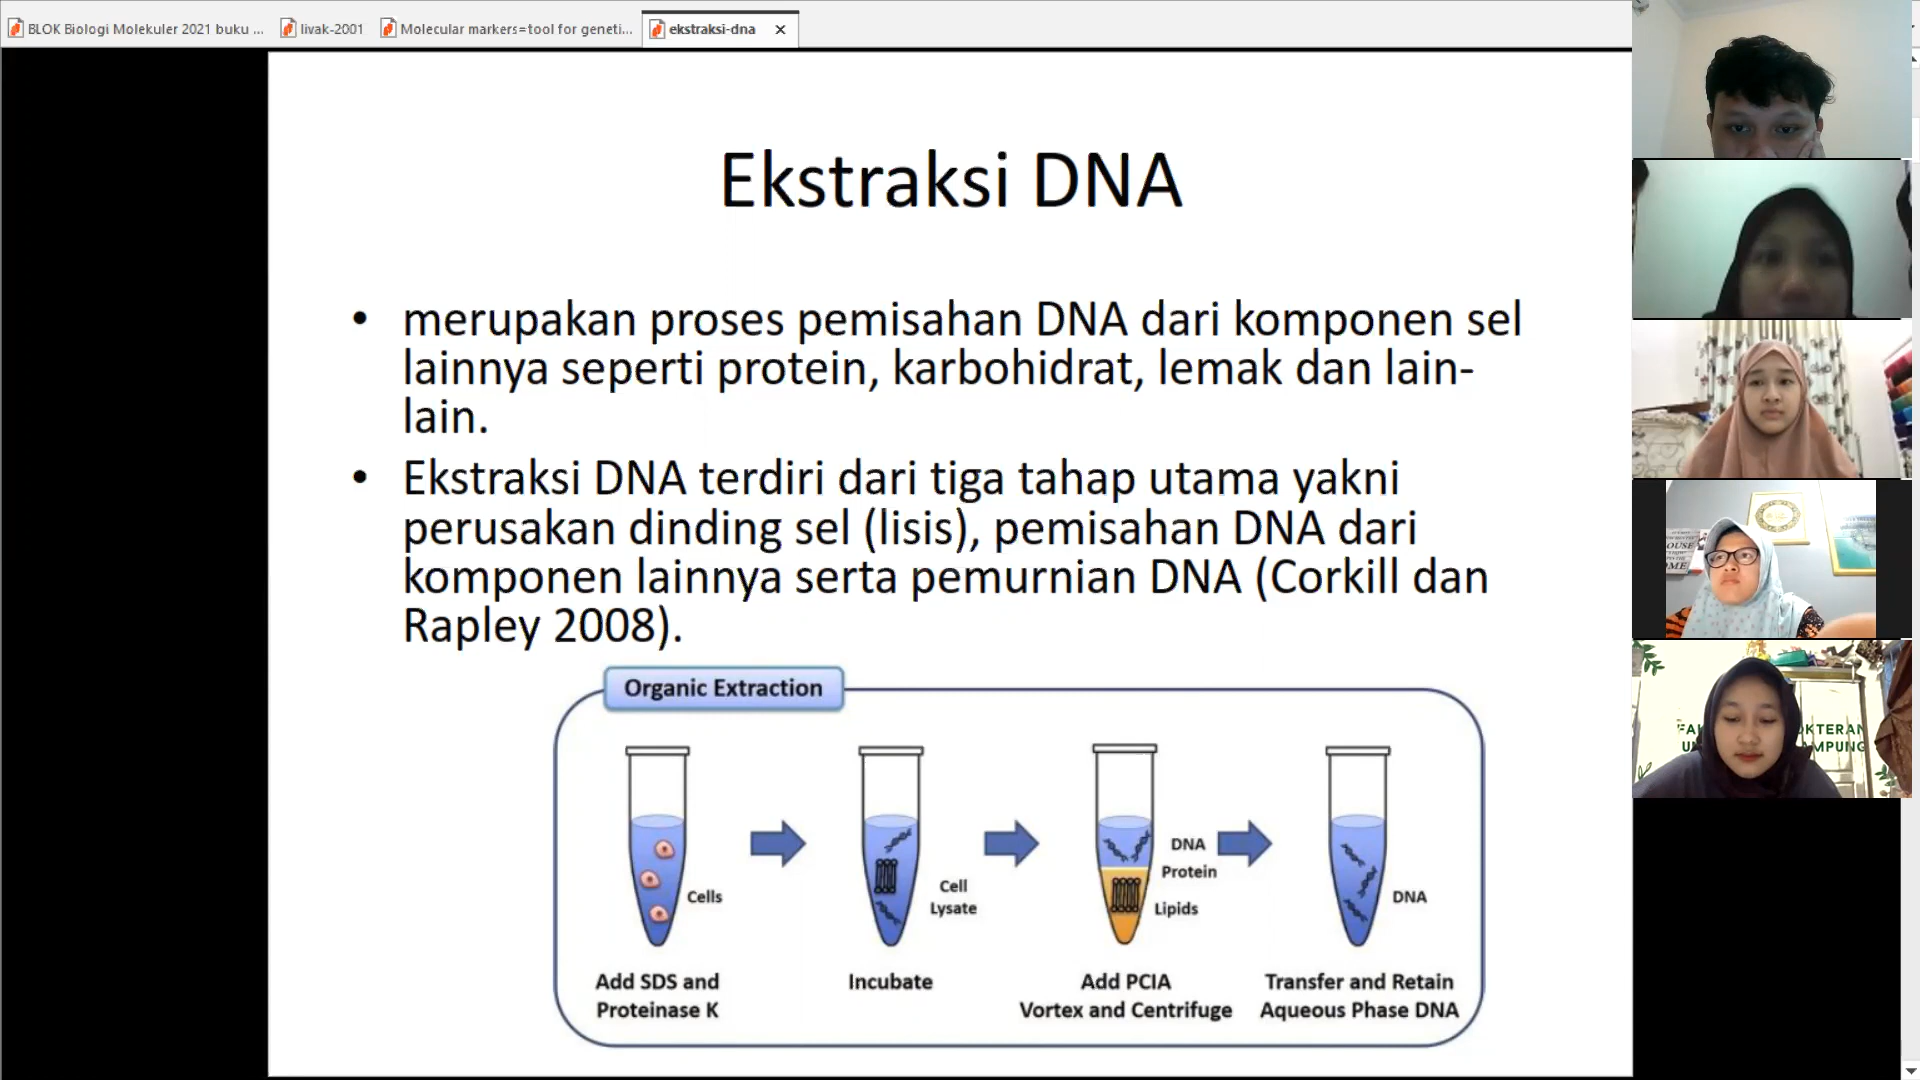 BLOK Biologi Molekuler 2021 buku ...
livak-2001
Molecular markers=tool for geneti...
ekstraksi-dna
Ekstraksi DNA
• merupakan proses pemisahan DNA dari komponen sel
lainnya seperti protein, karbohidrat, lemak dan lain-
lain.
• Ekstraksi DNA terdiri dari tiga tahap utama yakni
perusakan dinding sel (lisis), pemisahan DNA dari
komponen lainnya serta pemurnian DNA (Corkill dan
Rapley 2008).
Organic Extraction
Cells
Cell
Lysate
DNA
Protein
Lipids
DNA
Add SDS and
Proteinase K
Incubate
Add PCIA
Vortex and Centrifuge
Transfer and Retain
Aqueous Phase DNA